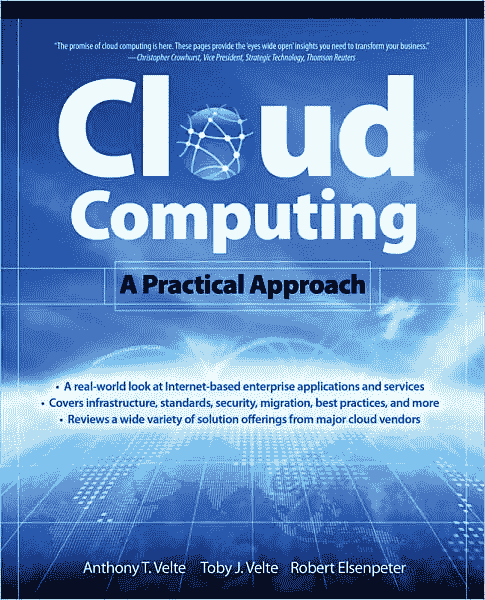 "The promise of cloud computing is here. These pages provide the 'eyes wide open' insights you need to transform your business."
—Christopher Crowhurst, Vice President, Strategic Technology, Thomson Reuters
Cloud
Computing
A Practical Approach
• A real-world look at Internet-based enterprise applications and services
• Covers infrastructure, standards, security, migration, best practices, and more
• Reviews a wide variety of solution offerings from major cloud vendors
Anthony T. Velte Toby J. Velte Robert Elsenpeter